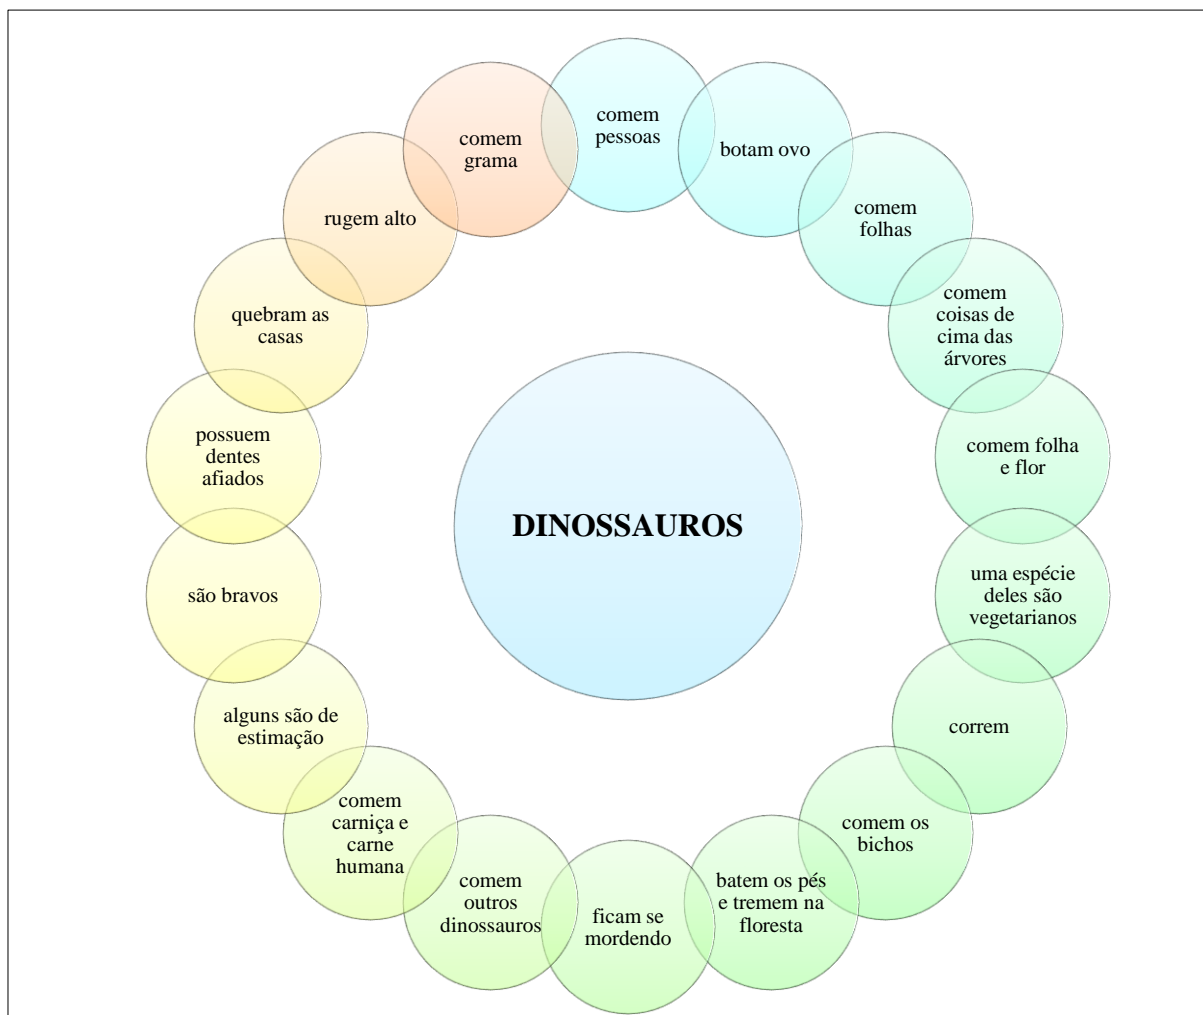 comem
pessoas
botam ovo
comem
folhas
comem
coisas de
cima das
árvores
comem folha
e flor
uma espécie
deles são
vegetarianos
correm
comem os
bichos
batem os pés
e tremem na
floresta
ficam se
mordendo
comem
outros
dinossauros
comem
carniça e
carne
humana
alguns são de
estimação
são bravos
possuem
dentes
afiados
quebram as
casas
rugem alto
comem
grama
DINOSSAUROS